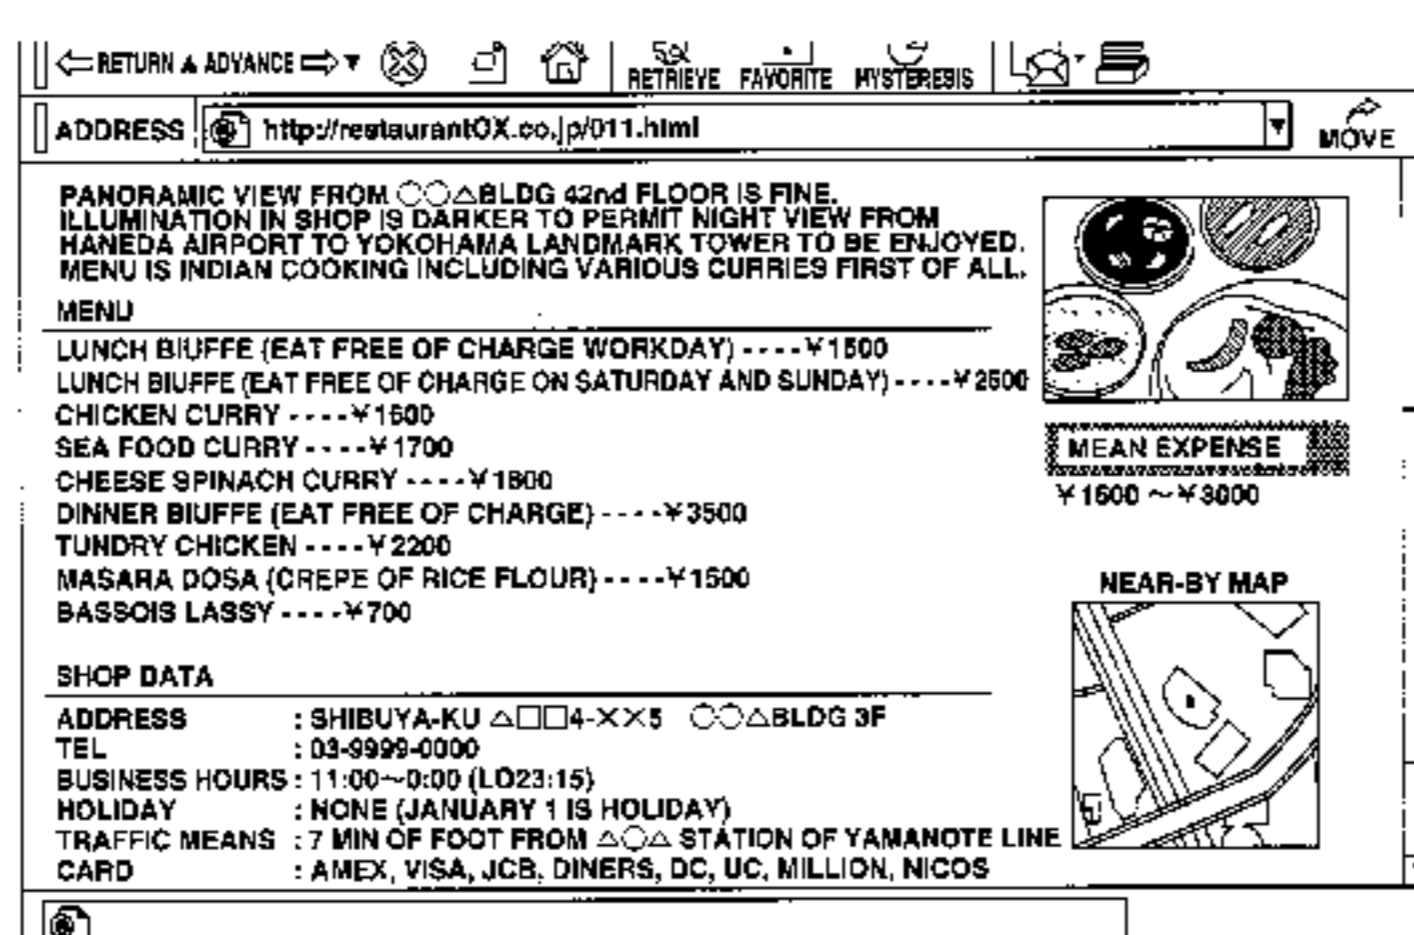 RETURN ADVANCE
RETRIEVE FAVORITE HYSTERESIS
ADDRESS http://restaurantOX.co.jp/011.html MOVE
PANORAMIC VIEW FROM ○○△BLDG 42nd FLOOR IS FINE.
ILLUMINATION IN SHOP IS DARKER TO PERMIT NIGHT VIEW FROM
HANEDA AIRPORT TO YOKOHAMA LANDMARK TOWER TO BE ENJOYED.
MENU IS INDIAN COOKING INCLUDING VARIOUS CURRIES FIRST OF ALL.
MENU
LUNCH BIUFFE (EAT FREE OF CHARGE WORKDAY) ----¥1500
LUNCH BIUFFE (EAT FREE OF CHARGE ON SATURDAY AND SUNDAY) ----¥2500
CHICKEN CURRY ----¥1600
SEA FOOD CURRY ----¥1700
CHEESE SPINACH CURRY ----¥1800
DINNER BIUFFE (EAT FREE OF CHARGE) ----¥3500
TUNDRY CHICKEN ----¥2200
MASARA DOSA (CREPE OF RICE FLOUR) ----¥1500
BASSOIS LASSY ----¥700
MEAN EXPENSE
¥1500 ~¥3000
NEAR-BY MAP
SHOP DATA
ADDRESS : SHIBUYA-KU △□□4-××5 ○○△BLDG 3F
TEL : 03-9999-0000
BUSINESS HOURS : 11:00~0:00 (LO23:15)
HOLIDAY : NONE (JANUARY 1 IS HOLIDAY)
TRAFFIC MEANS : 7 MIN OF FOOT FROM △○△ STATION OF YAMANOTE LINE
CARD : AMEX, VISA, JCB, DINERS, DC, UC, MILLION, NICOS